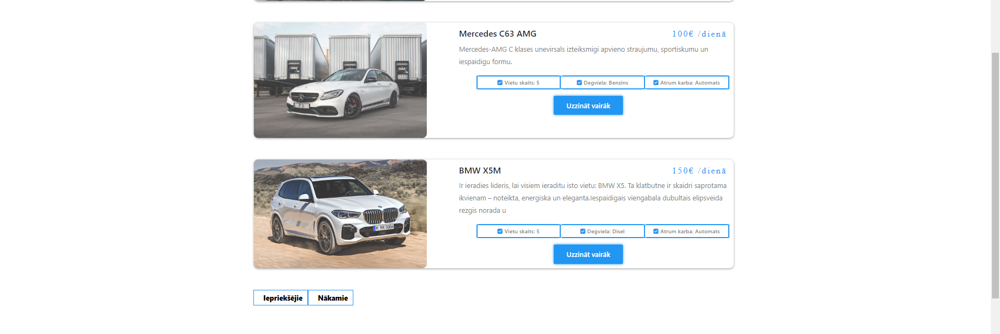 Mercedes C63 AMG
100€ /dienā
Mercedes-AMG C klases unevirsals izteiksmigi apvieno straujumu, sportiskumu un
iespaidigu formu.
Vietu skaits: 5
Degviela: Benzins
Atrum karba: Automats
Uzzināt vairāk
BMW X5M
150€ /dienā
Ir ieradies lideris, lai visiem ieraditu isto vietu: BMW X5. Ta klatbutne ir skaidri saprotama
ikvienam – noteikta, energiska un eleganta.Iespaidigais viengabala dubultais elipsveida
rezgis norada u
M MX 5004
Vietu skaits: 5
Degviela: Disel
Atrum karba: Automats
Uzzināt vairāk
Iepriekšējie
Nākamie